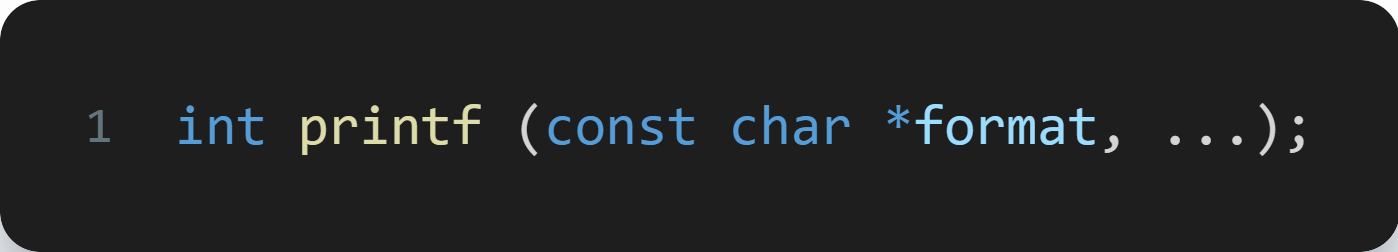 1 int printf (const char *format, ...);